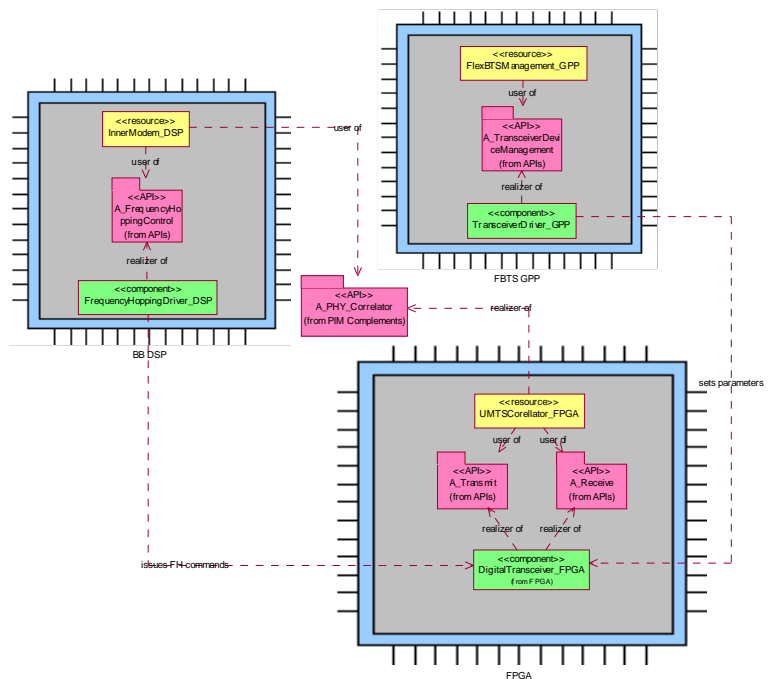 <<resource>>
FlexBTSManagement_GPP
user of
<<API>>
A_TransceiverDevi
ceManagement
(from APIs)
realizer of
<<component>>
TransceiverDriver_GPP
FBTS GPP
<<resource>>
InnerModem_DSP
user of
user of
<<API>>
A_FrequencyHo
ppingControl
(from APIs)
realizer of
<<component>>
FrequencyHoppingDriver_DSP
BB DSP
<<API>>
A_PHY_Correlator
(from PIM Complements)
realizer of
sets parameters
<<resource>>
UMTSCorellator_FPGA
user of
user of
<<API>>
A_Transmit
(from APIs)
<<API>>
A_Receive
(from APIs)
realizer of
realizer of
<<component>>
DigitalTransceiver_FPGA
(from FPGA)
issues FH commands
FPGA